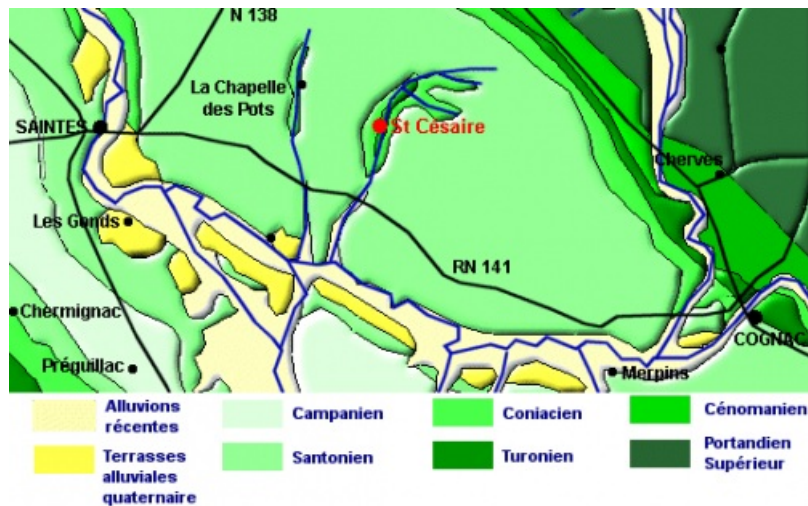 N 138
La Chapelle
des Pots
SAINTES
St Césaire
Cherves
Les Gonds
RN 141
Chermignac
COGNAC
Préguillac
Merpins
Alluvions
récentes
Campanien
Coniacien
Cénomanien
Terrasses
alluviales
quaternaire
Santonien
Turonien
Portandien
Supérieur